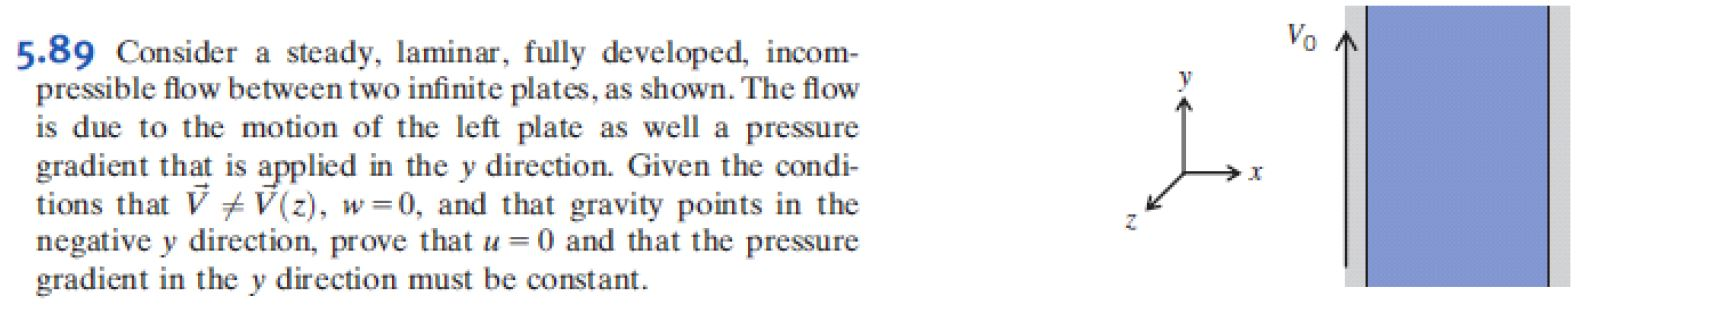 5.89 Consider a steady, laminar, fully developed, incom-
pressible flow between two infinite plates, as shown. The flow
is due to the motion of the left plate as well a pressure
gradient that is applied in the y direction. Given the condi-
tions that V⃗ ≠ V⃗(z), w = 0, and that gravity points in the
negative y direction, prove that u = 0 and that the pressure
gradient in the y direction must be constant.
V₀
y
x
z